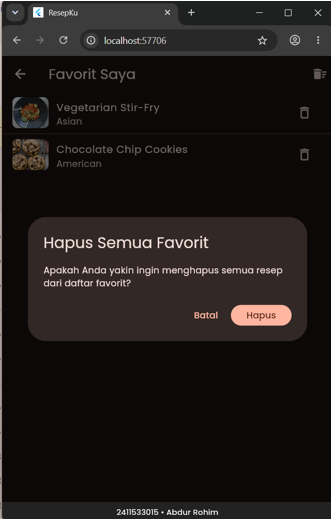 ResepKu
localhost:57706
Favorit Saya
Vegetarian Stir-Fry
Asian
Chocolate Chip Cookies
American
Hapus Semua Favorit
Apakah Anda yakin ingin menghapus semua resep
dari daftar favorit?
Batal Hapus
2411533015 • Abdur Rohim